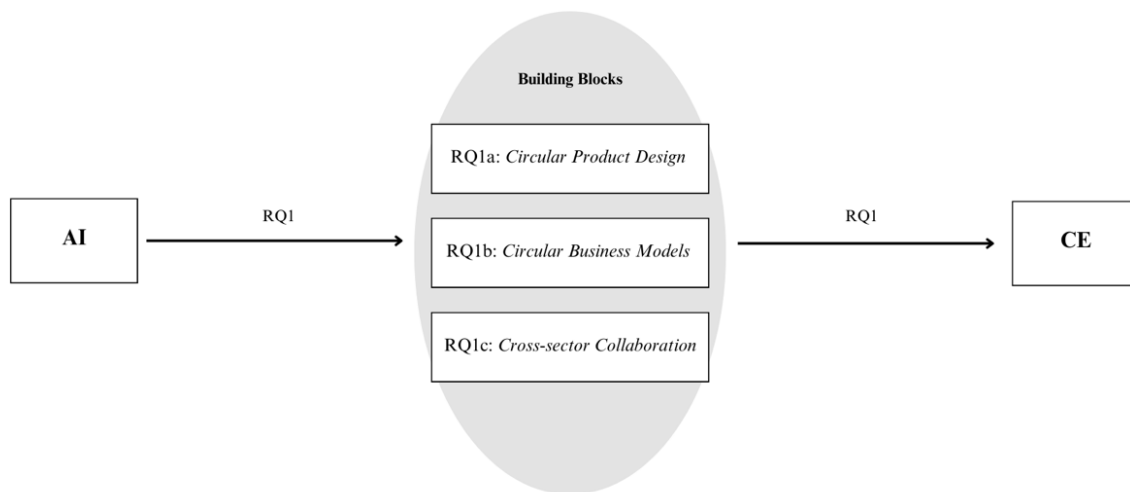 Building Blocks
RQ1a: Circular Product Design
AI
RQ1
RQ1b: Circular Business Models
RQ1
CE
RQ1c: Cross-sector Collaboration